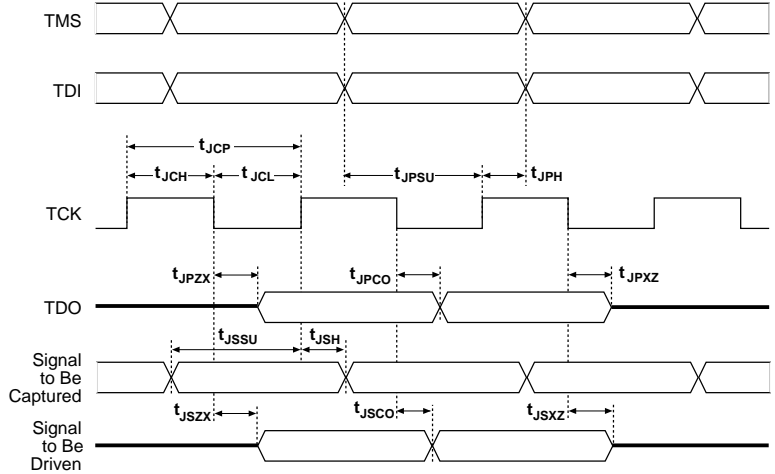 TMS
TDI
tJCP
tJCH
tJCL
tJPSU
tJPH
TCK
tJPZX
tJPCO
tJPXZ
TDO
tJSSU
tJSH
Signal
to Be
Captured
tJSZX
tJSCO
tJSXZ
Signal
to Be
Driven